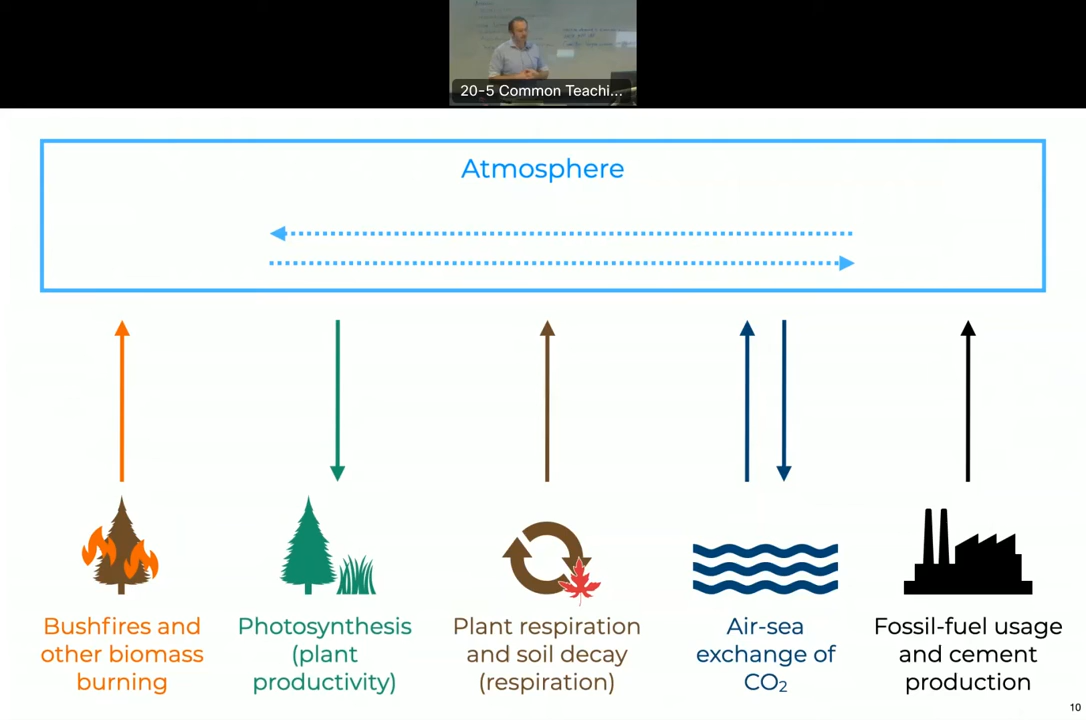 20-5 Common Teachi...
Atmosphere
Bushfires and
other biomass
burning
Photosynthesis
(plant
productivity)
Plant respiration
and soil decay
(respiration)
Air-sea
exchange of
CO₂
Fossil-fuel usage
and cement
production
10